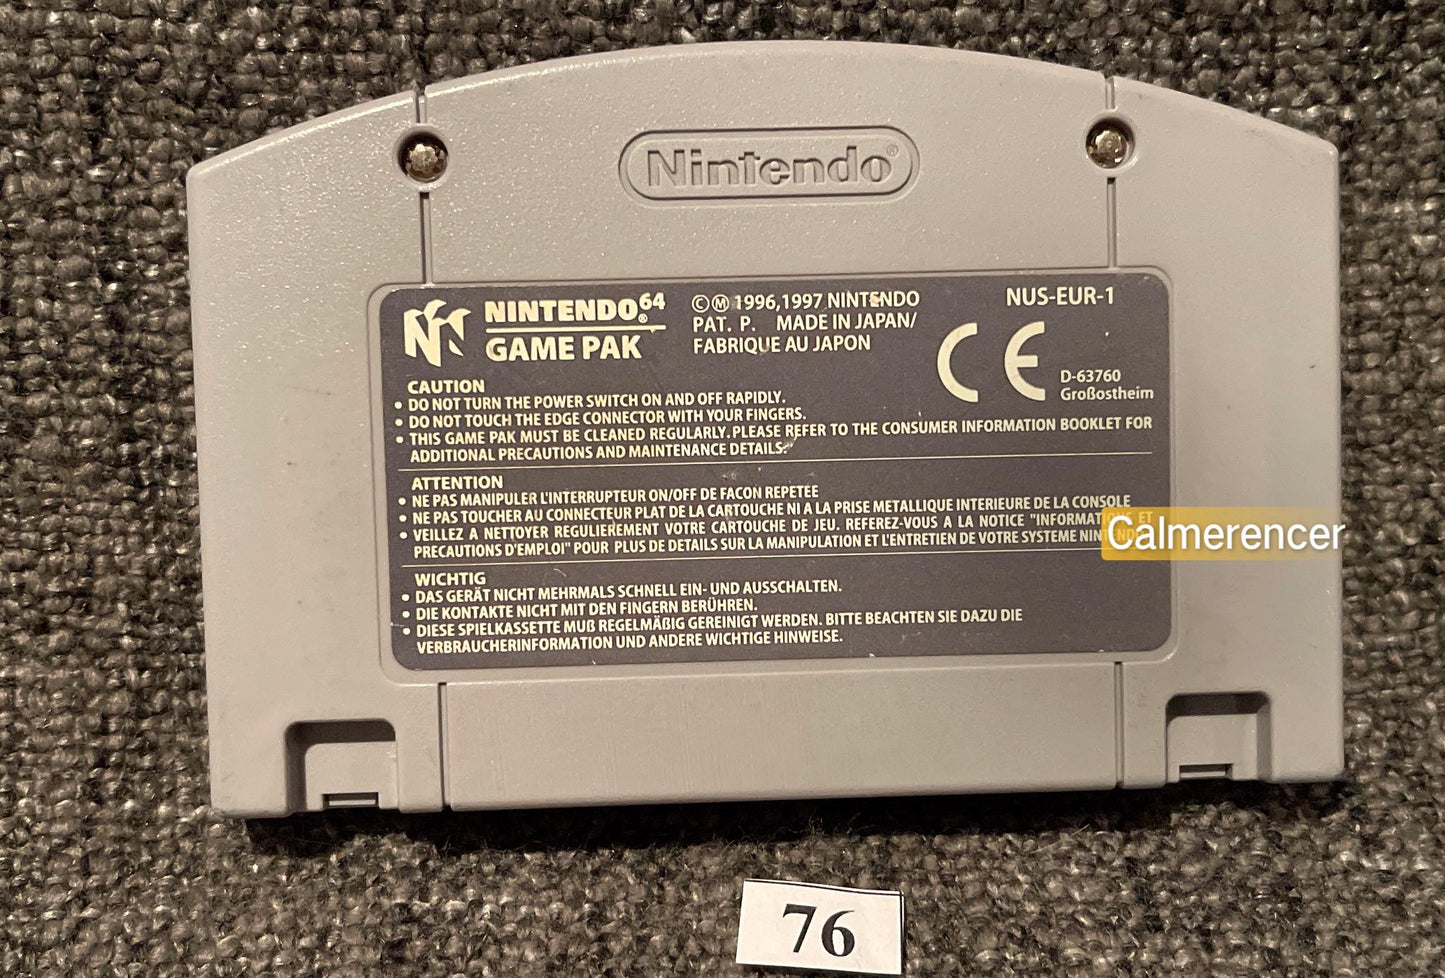 Nintendo®
NINTENDO64®
GAME PAK
©Ⓜ 1996,1997 NINTENDO
PAT. P. MADE IN JAPAN/
FABRIQUE AU JAPON
NUS-EUR-1
CE
D-63760
Großostheim
CAUTION
• DO NOT TURN THE POWER SWITCH ON AND OFF RAPIDLY.
• DO NOT TOUCH THE EDGE CONNECTOR WITH YOUR FINGERS.
• THIS GAME PAK MUST BE CLEANED REGULARLY. PLEASE REFER TO THE CONSUMER INFORMATION BOOKLET FOR
ADDITIONAL PRECAUTIONS AND MAINTENANCE DETAILS.
ATTENTION
• NE PAS MANIPULER L'INTERRUPTEUR ON/OFF DE FACON REPETEE
• NE PAS TOUCHER AU CONNECTEUR PLAT DE LA CARTOUCHE NI A LA PRISE METALLIQUE INTERIEURE DE LA CONSOLE
• VEILLEZ A NETTOYER REGULIEREMENT VOTRE CARTOUCHE DE JEU. REFEREZ-VOUS A LA NOTICE "INFORMATIONS ET
PRECAUTIONS D'EMPLOI" POUR PLUS DE DETAILS SUR LA MANIPULATION ET L'ENTRETIEN DE VOTRE SYSTEME NINTENDO
Calmerencer
WICHTIG
• DAS GERÄT NICHT MEHRMALS SCHNELL EIN- UND AUSSCHALTEN.
• DIE KONTAKTE NICHT MIT DEN FINGERN BERÜHREN.
• DIESE SPIELKASSETTE MUß REGELMÄßIG GEREINIGT WERDEN. BITTE BEACHTEN SIE DAZU DIE
VERBRAUCHERINFORMATION UND ANDERE WICHTIGE HINWEISE.
76